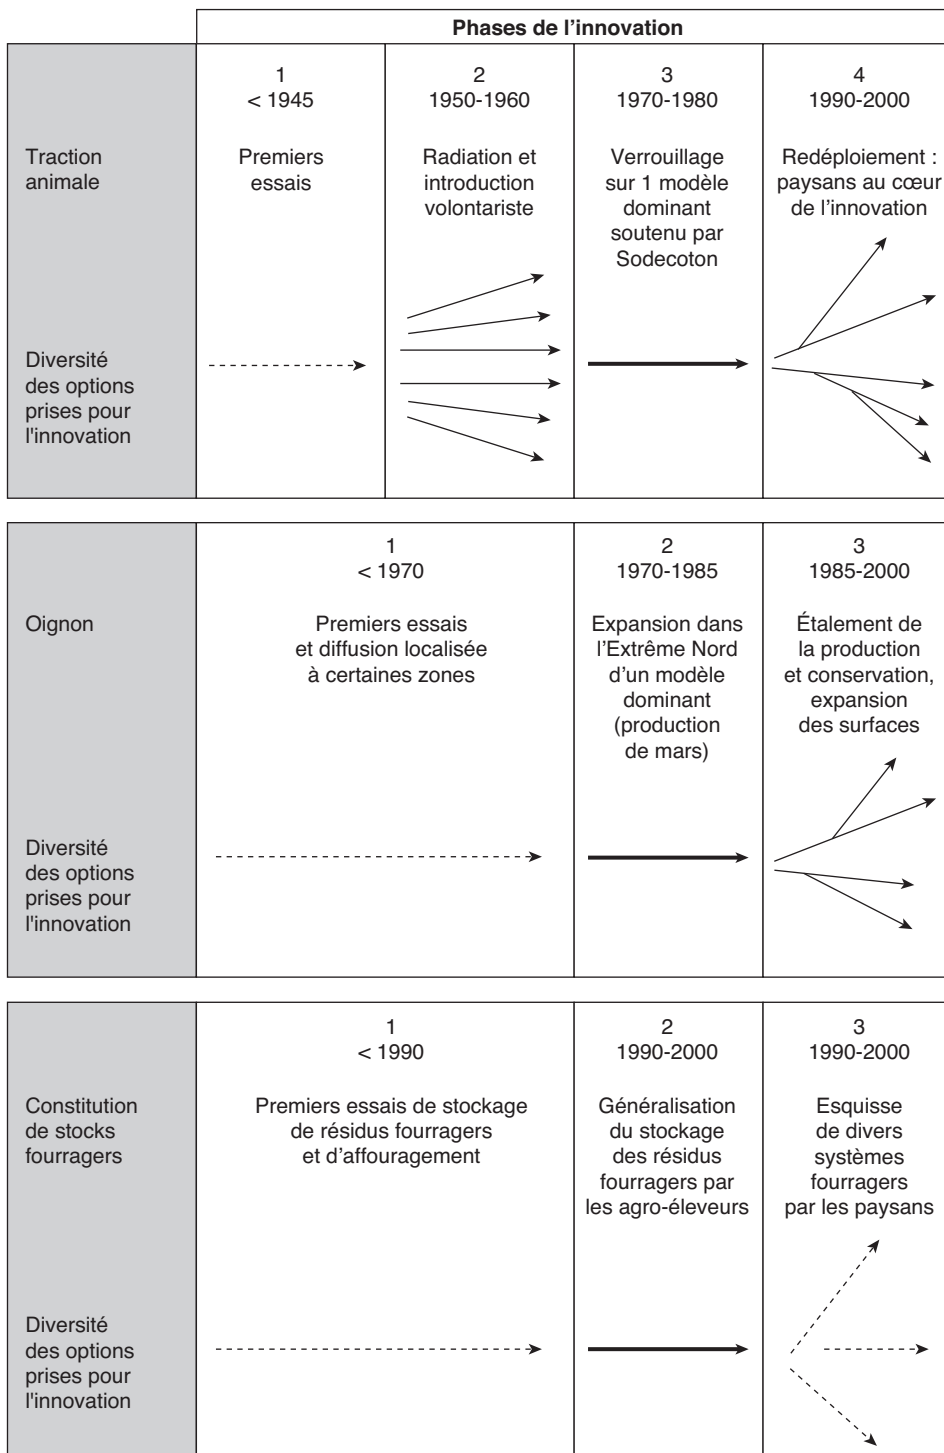 Phases de l'innovation
Traction
animale
1
< 1945
Premiers
essais
2
1950-1960
Radiation et
introduction
volontariste
3
1970-1980
Verrouillage
sur 1 modèle
dominant
soutenu par
Sodecoton
4
1990-2000
Redéploiement :
paysans au cœur
de l'innovation
Diversité
des options
prises pour
l'innovation
Oignon
1
< 1970
Premiers essais
et diffusion localisée
à certaines zones
2
1970-1985
Expansion dans
l'Extrême Nord
d'un modèle
dominant
(production
de mars)
3
1985-2000
Étalement de
la production
et conservation,
expansion
des surfaces
Diversité
des options
prises pour
l'innovation
Constitution
de stocks
fourragers
1
< 1990
Premiers essais de stockage
de résidus fourragers
et d'affouragement
2
1990-2000
Généralisation
du stockage
des résidus
fourragers par
les agro-éleveurs
3
1990-2000
Esquisse
de divers
systèmes
fourragers
par les paysans
Diversité
des options
prises pour
l'innovation